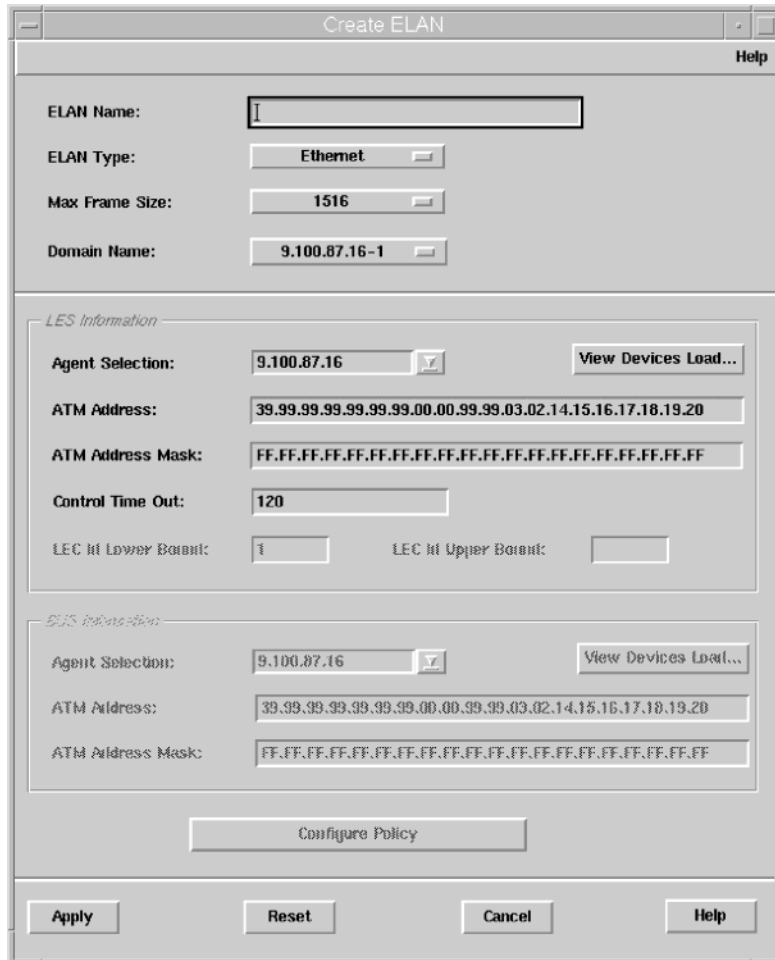 Create ELAN
Help
ELAN Name:
ELAN Type: Ethernet
Max Frame Size: 1516
Domain Name: 9.100.87.16-1
LES Information
Agent Selection: 9.100.87.16 View Devices Load...
ATM Address: 39.99.99.99.99.99.99.00.00.99.99.03.02.14.15.16.17.18.19.20
ATM Address Mask: FF.FF.FF.FF.FF.FF.FF.FF.FF.FF.FF.FF.FF.FF.FF.FF.FF.FF.FF.FF
Control Time Out: 120
LEC Id Lower Bound: 1 LEC Id Upper Bound:
BUS Information
Agent Selection: 9.100.87.16 View Devices Load...
ATM Address: 39.99.99.99.99.99.99.00.00.99.99.03.02.14.15.16.17.18.19.20
ATM Address Mask: FF.FF.FF.FF.FF.FF.FF.FF.FF.FF.FF.FF.FF.FF.FF.FF.FF.FF.FF.FF
Configure Policy
Apply Reset Cancel Help